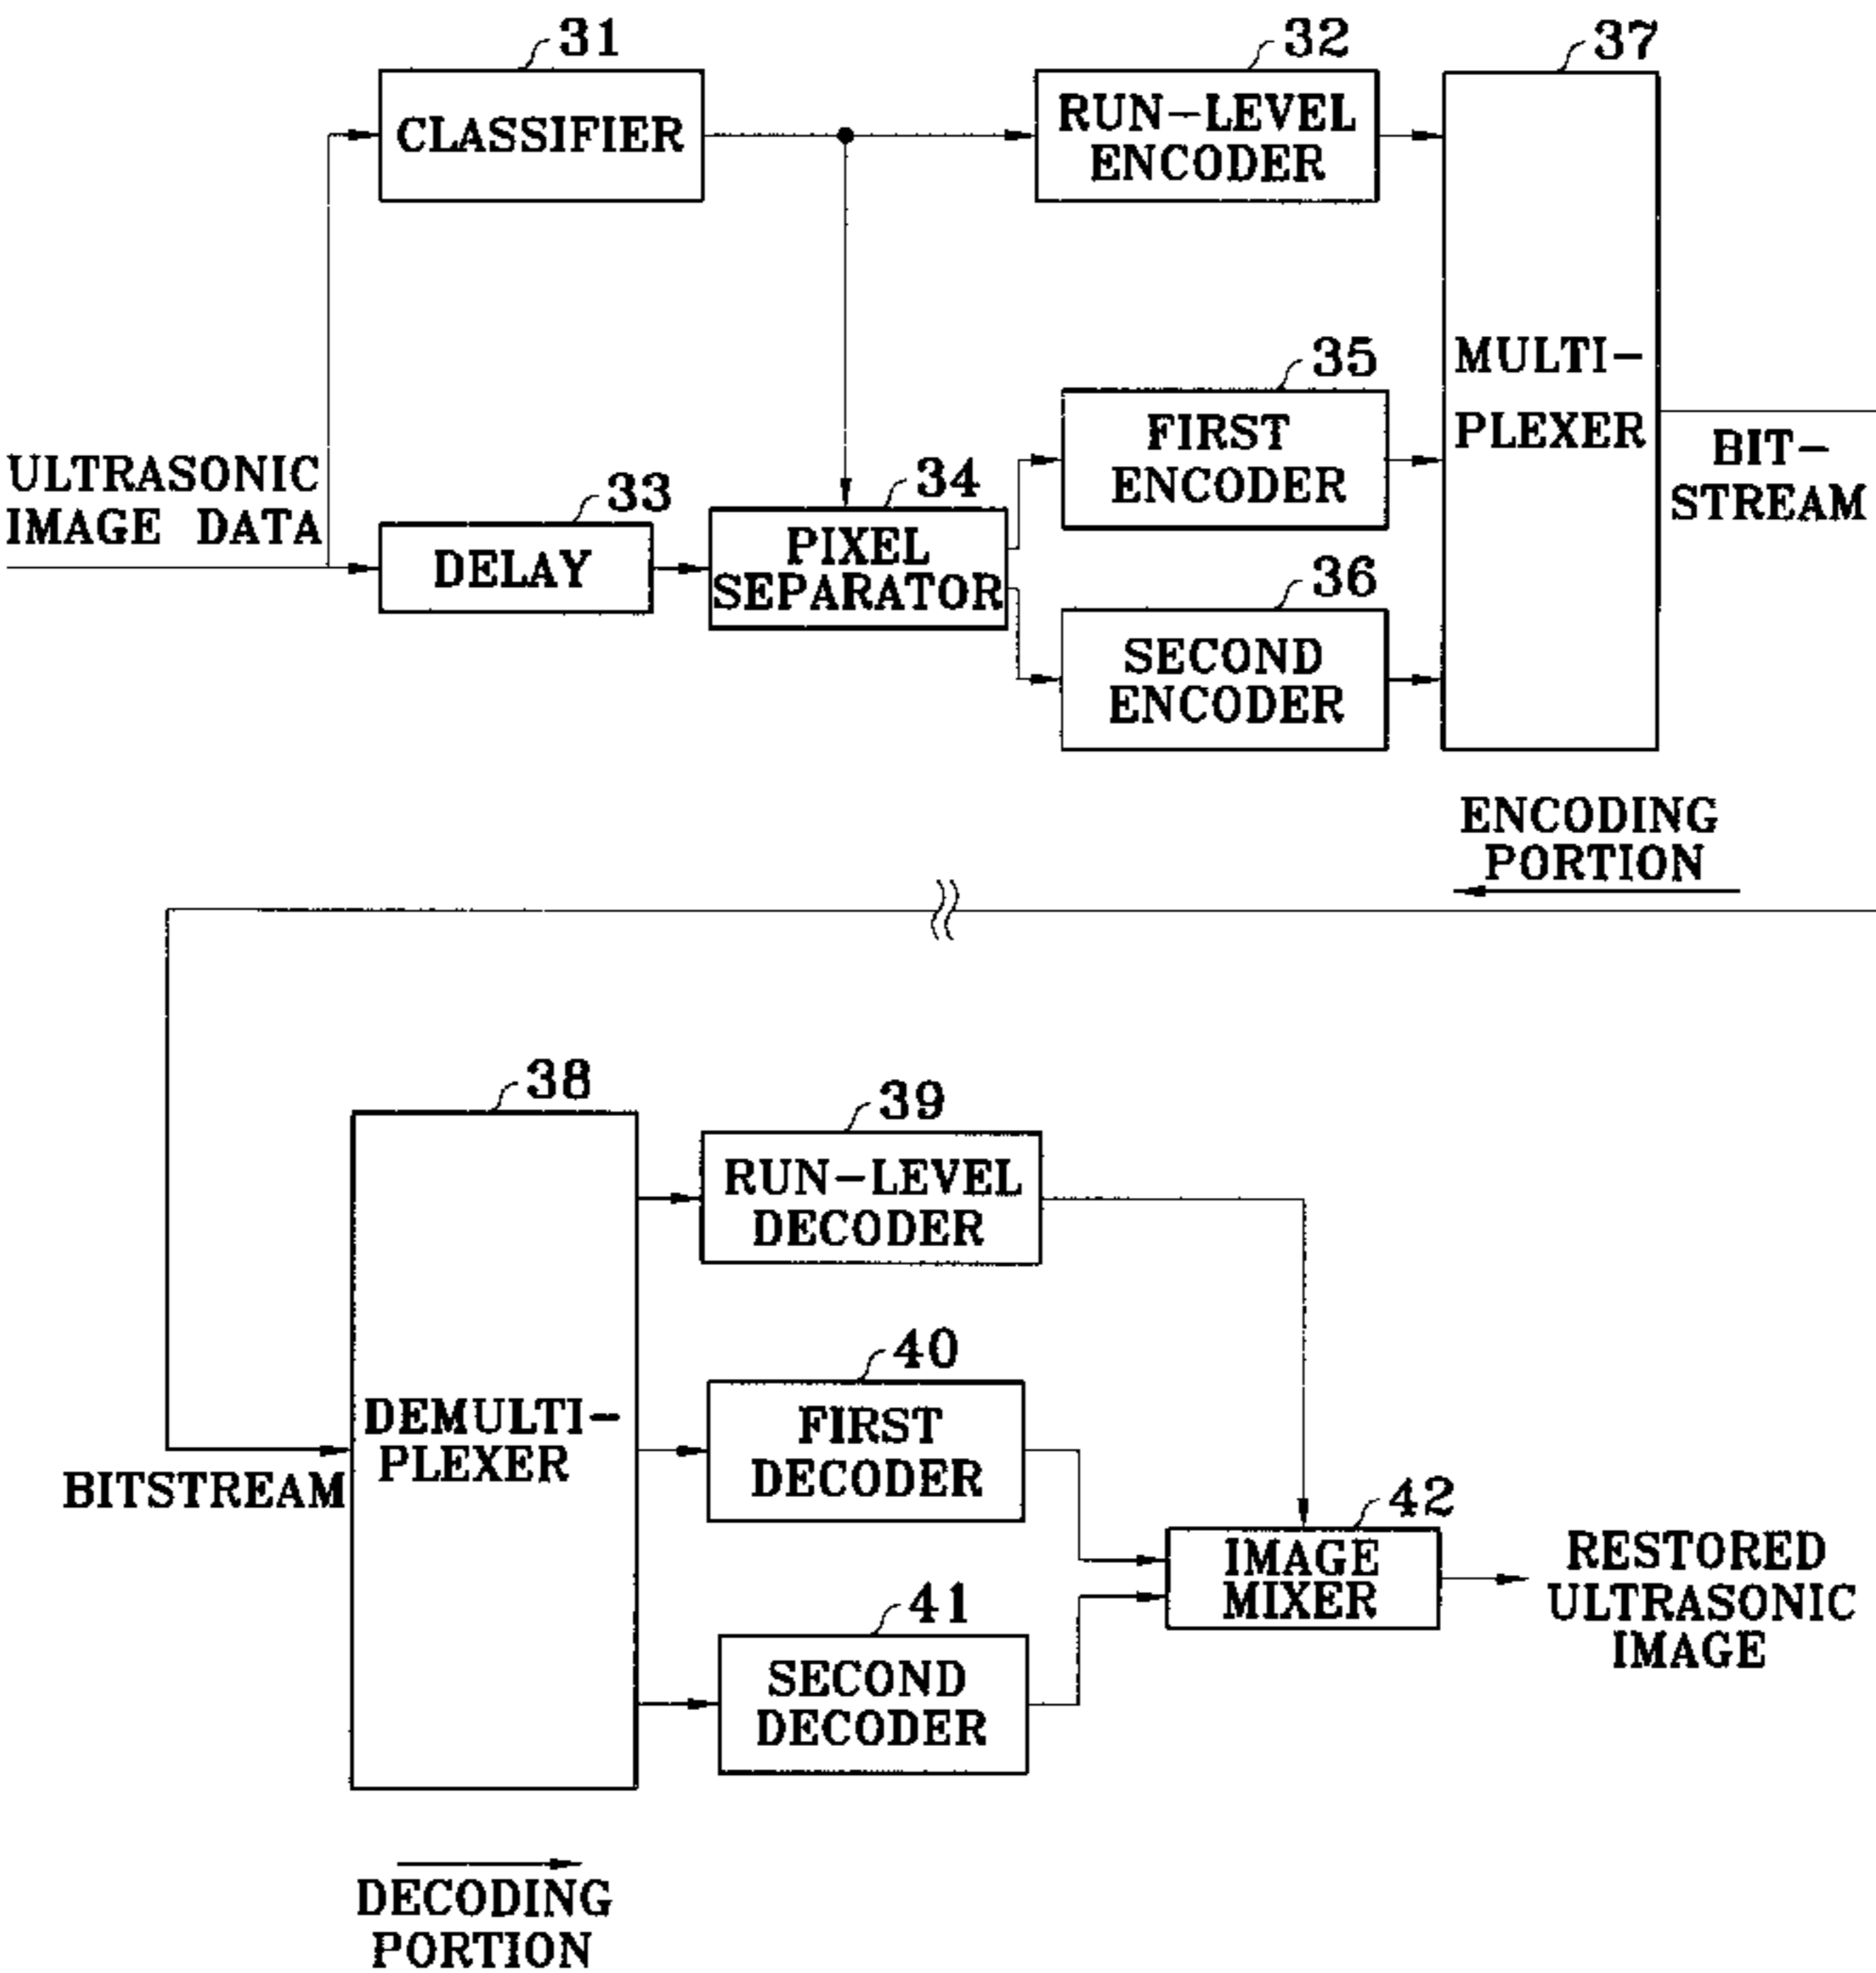 31
CLASSIFIER
32
RUN-LEVEL
ENCODER
37
MULTI-
PLEXER
ULTRASONIC
IMAGE DATA
33
DELAY
34
PIXEL
SEPARATOR
35
FIRST
ENCODER
36
SECOND
ENCODER
BIT-
STREAM
ENCODING
PORTION
38
DEMULTI-
PLEXER
BITSTREAM
39
RUN-LEVEL
DECODER
40
FIRST
DECODER
41
SECOND
DECODER
42
IMAGE
MIXER
RESTORED
ULTRASONIC
IMAGE
DECODING
PORTION